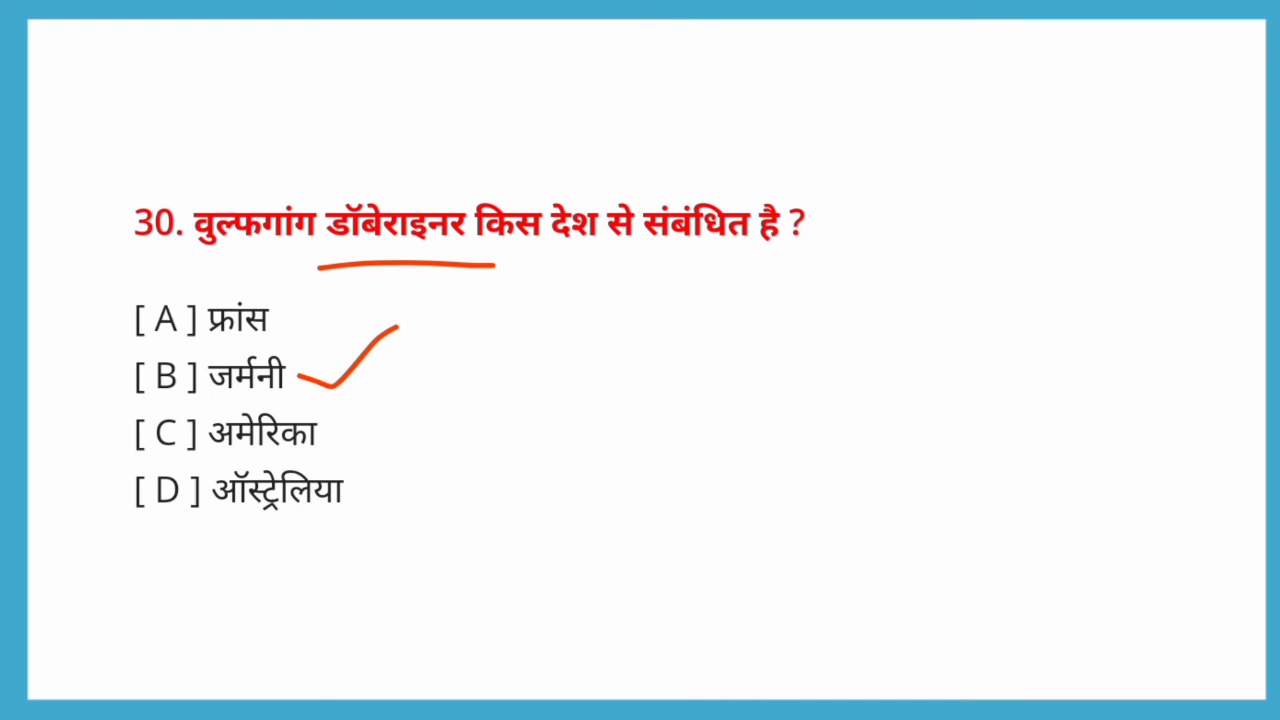 30. वुल्फगांग डॉबेराइनर किस देश से संबंधित है ?
[ A ] फ्रांस
[ B ] जर्मनी
[ C ] अमेरिका
[ D ] ऑस्ट्रेलिया